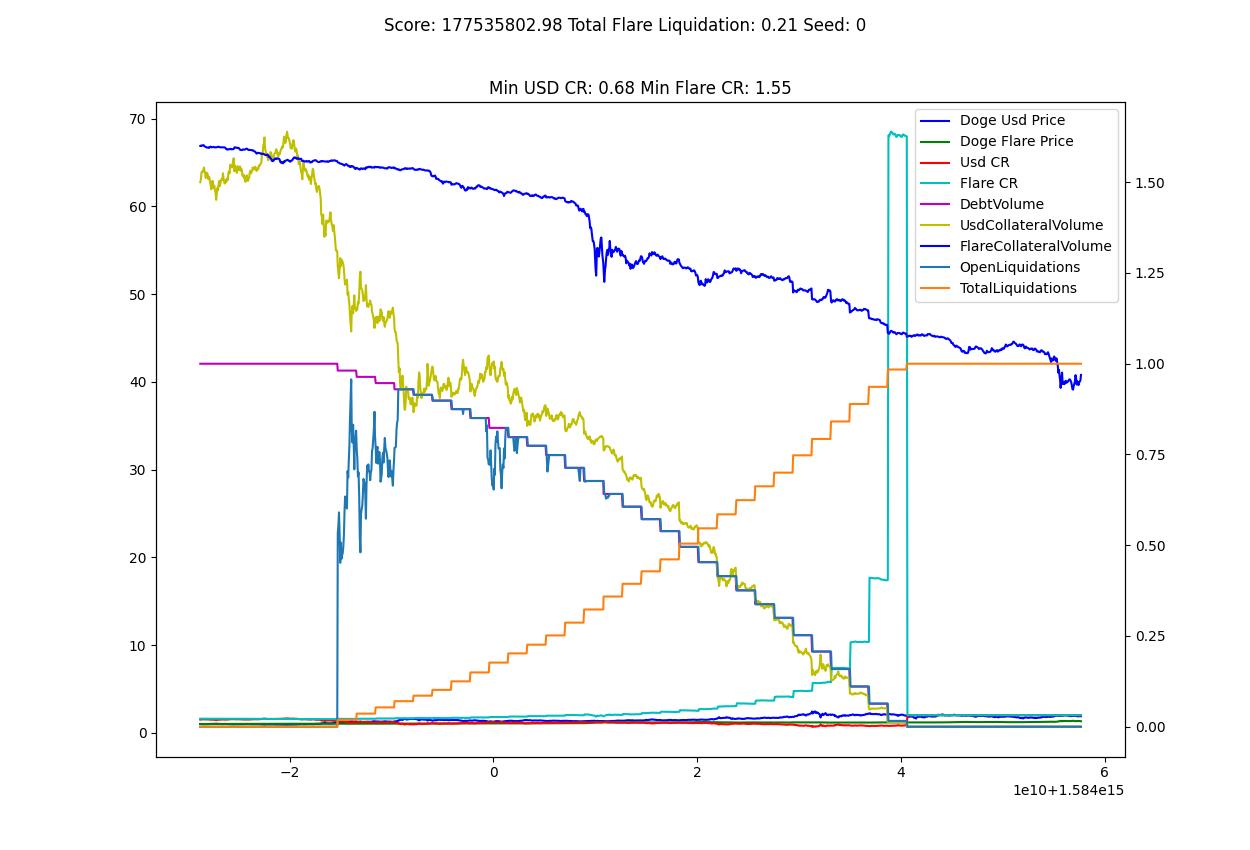 Score: 177535802.98 Total Flare Liquidation: 0.21 Seed: 0
Min USD CR: 0.68 Min Flare CR: 1.55
70
60
50
40
30
20
10
0
Doge Usd Price
Doge Flare Price
Usd CR
Flare CR
DebtVolume
UsdCollateralVolume
FlareCollateralVolume
OpenLiquidations
TotalLiquidations
1.50
1.25
1.00
0.75
0.50
0.25
0.00
−2
0
2
4
6
1e10+1.584e15